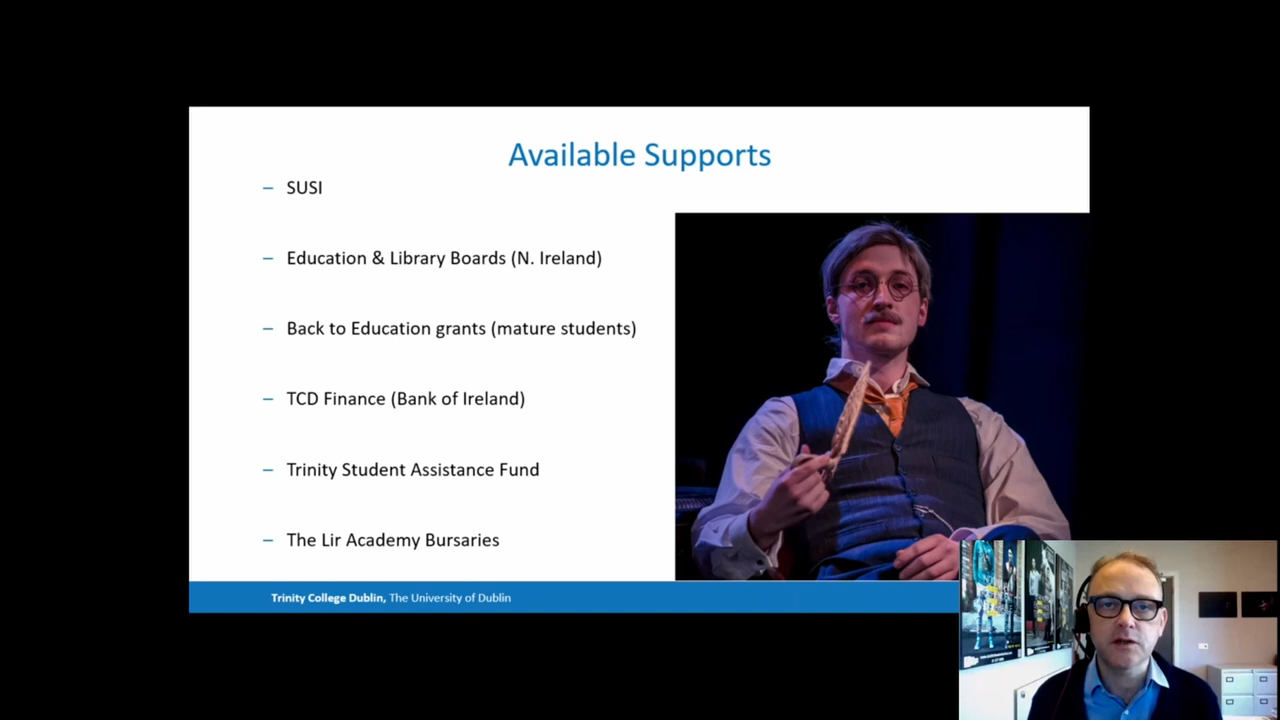 Available Supports
– SUSI
– Education & Library Boards (N. Ireland)
– Back to Education grants (mature students)
– TCD Finance (Bank of Ireland)
– Trinity Student Assistance Fund
– The Lir Academy Bursaries
Trinity College Dublin, The University of Dublin